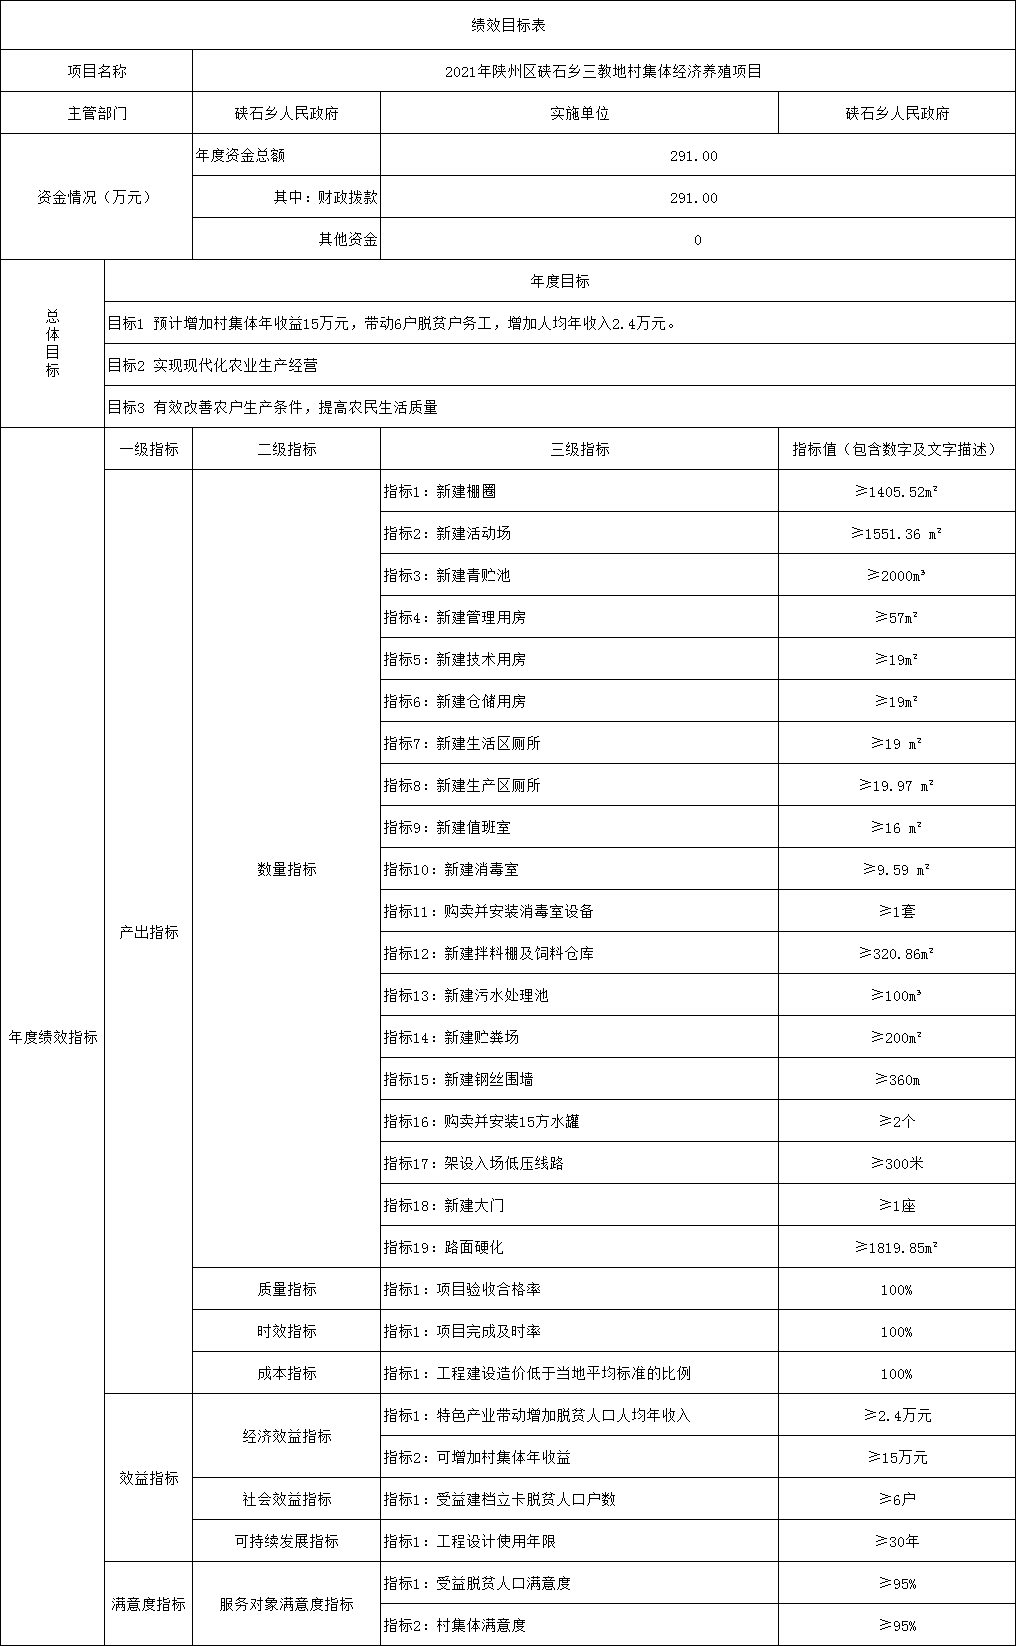 绩效目标表
项目名称 2021年陕州区硖石乡三教地村集体经济养殖项目
主管部门 硖石乡人民政府 实施单位 硖石乡人民政府
资金情况（万元） 年度资金总额 291.00
其中：财政拨款 291.00
其他资金 0
总体目标 年度目标
目标1 预计增加村集体年收益15万元，带动6户脱贫户务工，增加人均年收入2.4万元。
目标2 实现现代化农业生产经营
目标3 有效改善农户生产条件，提高农民生活质量
年度绩效指标 一级指标 二级指标 三级指标 指标值（包含数字及文字描述）
产出指标 数量指标 指标1：新建棚圈 ≥1405.52m²
指标2：新建活动场 ≥1551.36 m²
指标3：新建青贮池 ≥2000m³
指标4：新建管理用房 ≥57m²
指标5：新建技术用房 ≥19m²
指标6：新建仓储用房 ≥19m²
指标7：新建生活区厕所 ≥19 m²
指标8：新建生产区厕所 ≥19.97 m²
指标9：新建值班室 ≥16 m²
指标10：新建消毒室 ≥9.59 m²
指标11：购卖并安装消毒室设备 ≥1套
指标12：新建拌料棚及饲料仓库 ≥320.86m²
指标13：新建污水处理池 ≥100m³
指标14：新建贮粪场 ≥200m²
指标15：新建钢丝围墙 ≥360m
指标16：购卖并安装15方水罐 ≥2个
指标17：架设入场低压线路 ≥300米
指标18：新建大门 ≥1座
指标19：路面硬化 ≥1819.85m²
质量指标 指标1：项目验收合格率 100%
时效指标 指标1：项目完成及时率 100%
成本指标 指标1：工程建设造价低于当地平均标准的比例 100%
效益指标 经济效益指标 指标1：特色产业带动增加脱贫人口人均年收入 ≥2.4万元
指标2：可增加村集体年收益 ≥15万元
社会效益指标 指标1：受益建档立卡脱贫人口户数 ≥6户
可持续发展指标 指标1：工程设计使用年限 ≥30年
满意度指标 服务对象满意度指标 指标1：受益脱贫人口满意度 ≥95%
指标2：村集体满意度 ≥95%